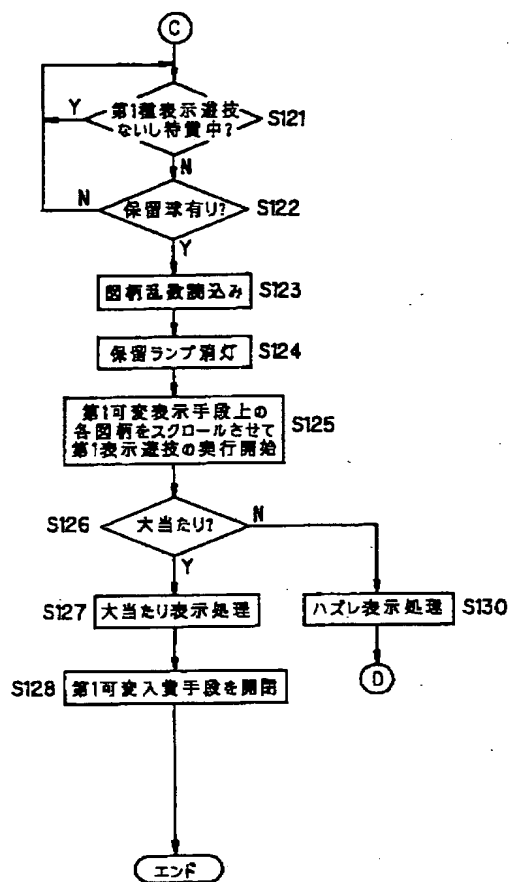 C
第1種表示遊技
ないし特賞中?
S121
Y
N
保留球有り?
S122
N
Y
図柄乱数読込み
S123
保留ランプ消灯
S124
第1可変表示手段上の
各図柄をスクロールさせて
第1表示遊技の実行開始
S125
S126
大当たり?
N
Y
S127
大当たり表示処理
ハズレ表示処理
S130
S128
第1可変入賞手段を開閉
D
エンド